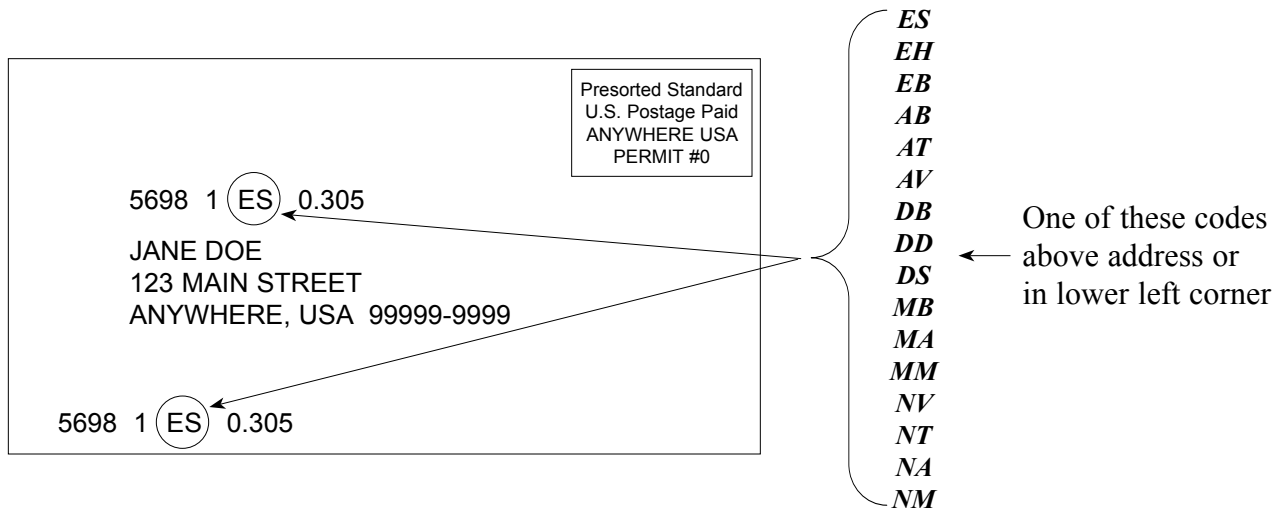 Presorted Standard
U.S. Postage Paid
ANYWHERE USA
PERMIT #0
5698 1 ES 0.305
JANE DOE
123 MAIN STREET
ANYWHERE, USA 99999-9999
5698 1 ES 0.305
ES
EH
EB
AB
AT
AV
DB
DD
DS
MB
MA
MM
NV
NT
NA
NM
One of these codes
above address or
in lower left corner